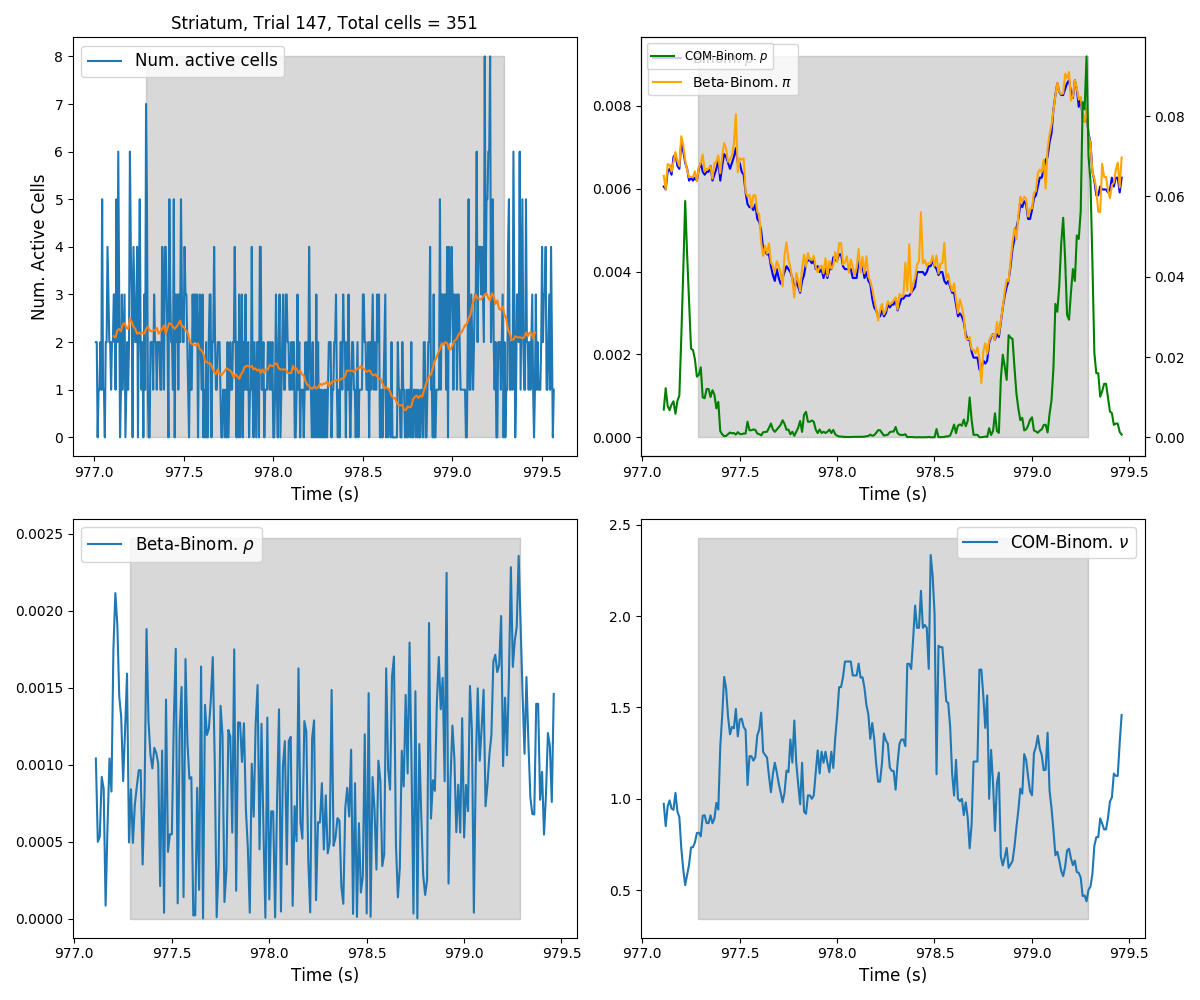 Striatum, Trial 147, Total cells = 351
Num. active cells
Num. Active Cells
8
7
6
5
4
3
2
1
0
977.0 977.5 978.0 978.5 979.0 979.5
Time (s)
COM-Binom. p
Beta-Binom. π
0.008
0.006
0.004
0.002
0.000
0.08
0.06
0.04
0.02
0.00
977.0 977.5 978.0 978.5 979.0 979.5
Time (s)
Beta-Binom. ρ
0.0025
0.0020
0.0015
0.0010
0.0005
0.0000
977.0 977.5 978.0 978.5 979.0 979.5
Time (s)
COM-Binom. ν
2.5
2.0
1.5
1.0
0.5
977.0 977.5 978.0 978.5 979.0 979.5
Time (s)